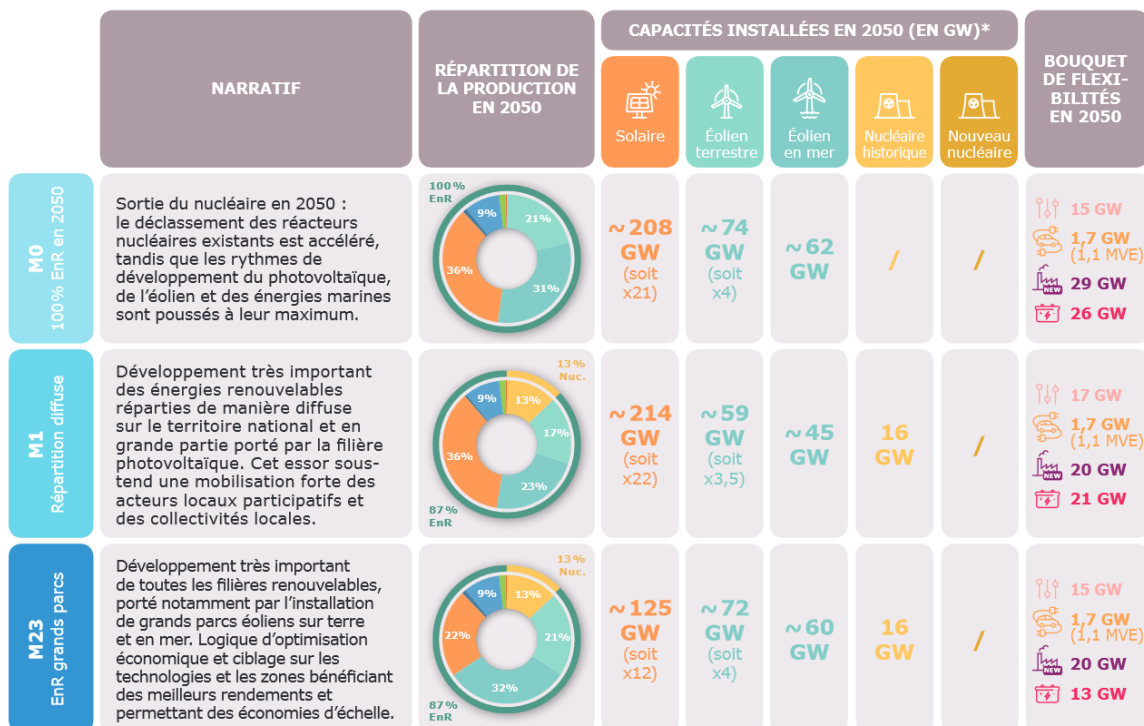 NARRATIF
RÉPARTITION DE
LA PRODUCTION
EN 2050
CAPACITÉS INSTALLÉES EN 2050 (EN GW)*
Solaire
Éolien
terrestre
Éolien
en mer
Nucléaire
historique
Nouveau
nucléaire
BOUQUET
DE FLEXI-
BILITÉS
EN 2050
M0
100% EnR en 2050
Sortie du nucléaire en 2050 :
le déclassement des réacteurs
nucléaires existants est accéléré,
tandis que les rythmes de
développement du photovoltaïque,
de l'éolien et des énergies marines
sont poussés à leur maximum.
100%
EnR
9%
21%
36%
31%
~208
GW
(soit
x21)
~74
GW
(soit
x4)
~62
GW
/
/
15 GW
1,7 GW
(1,1 MVE)
NEW
29 GW
26 GW
M1
Répartition diffuse
Développement très important
des énergies renouvelables
réparties de manière diffuse
sur le territoire national et en
grande partie porté par la filière
photovoltaïque. Cet essor sous-
tend une mobilisation forte des
acteurs locaux participatifs et
des collectivités locales.
13%
Nuc.
9%
13%
17%
36%
23%
87%
EnR
~214
GW
(soit
x22)
~59
GW
(soit
x3,5)
~45
GW
16
GW
/
17 GW
1,7 GW
(1,1 MVE)
NEW
20 GW
21 GW
M23
EnR grands parcs
Développement très important
de toutes les filières renouvelables,
porté notamment par l'installation
de grands parcs éoliens sur terre
et en mer. Logique d'optimisation
économique et ciblage sur les
technologies et les zones bénéficiant
des meilleurs rendements et
permettant des économies d'échelle.
13%
Nuc.
9%
13%
22%
21%
32%
87%
EnR
~125
GW
(soit
x12)
~72
GW
(soit
x4)
~60
GW
16
GW
/
15 GW
1,7 GW
(1,1 MVE)
NEW
20 GW
13 GW